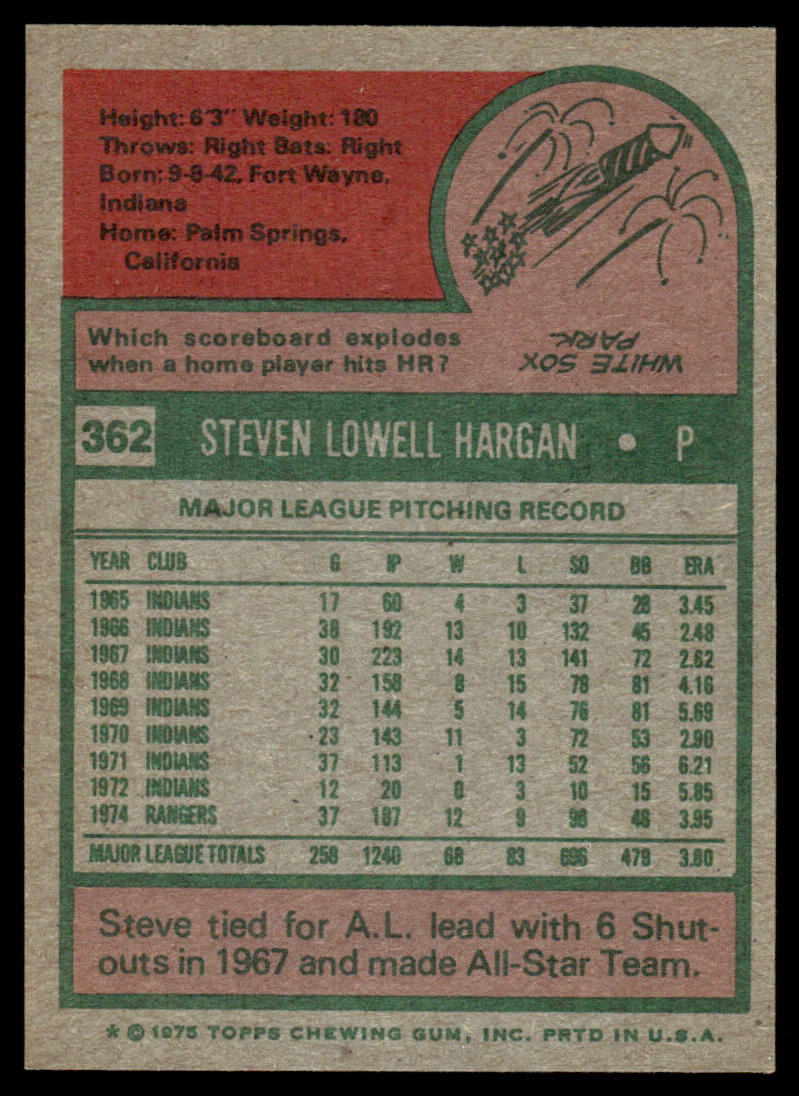 Height: 6'3" Weight: 180
Throws: Right Bats: Right
Born: 9-8-42, Fort Wayne,
Indiana
Home: Palm Springs,
California
Which scoreboard explodes
when a home player hits HR?
WHITE SOX
PARK.
362 STEVEN LOWELL HARGAN • P
MAJOR LEAGUE PITCHING RECORD
YEAR CLUB G IP W L SO BB ERA
1965 INDIANS 17 60 4 3 37 28 3.45
1966 INDIANS 38 192 13 10 132 45 2.48
1967 INDIANS 30 223 14 13 141 72 2.62
1968 INDIANS 32 158 8 15 78 81 4.16
1969 INDIANS 32 144 5 14 76 81 5.69
1970 INDIANS 23 143 11 3 72 53 2.90
1971 INDIANS 37 113 1 13 52 56 6.21
1972 INDIANS 12 20 0 3 10 15 5.85
1974 RANGERS 37 187 12 9 98 48 3.95
MAJOR LEAGUE TOTALS 258 1240 68 83 696 479 3.80
Steve tied for A.L. lead with 6 Shut-
outs in 1967 and made All-Star Team.
* © 1975 TOPPS CHEWING GUM, INC. PRTD IN U.S.A.